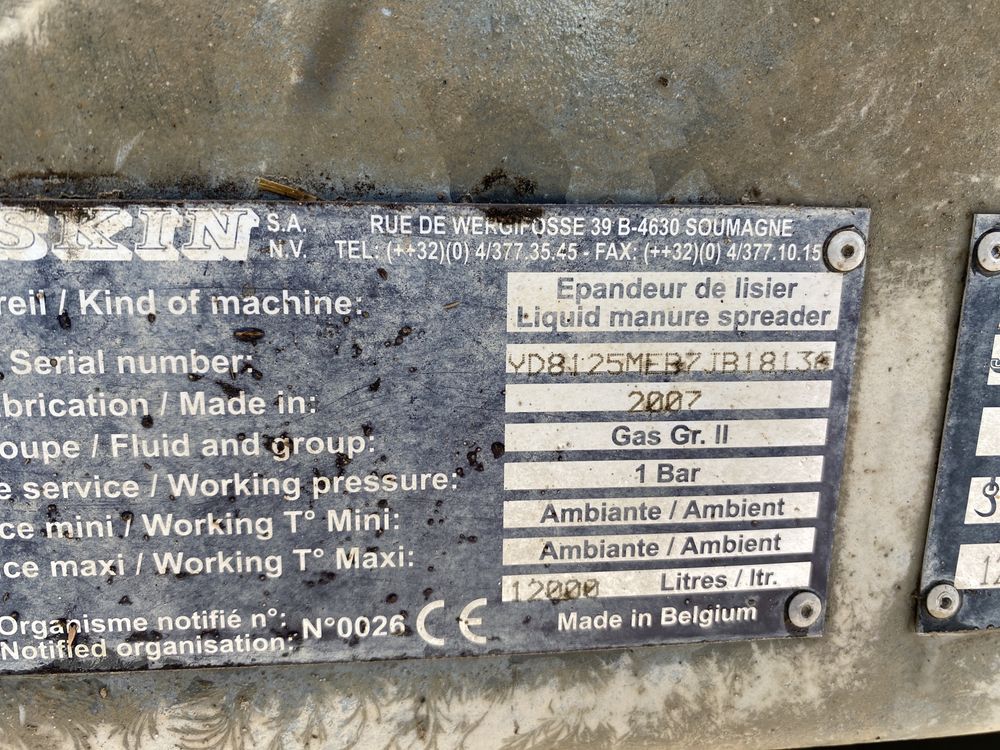 SKIN S.A. N.V.
RUE DE WERGIFOSSE 39 B-4630 SOUMAGNE
TEL.: (++32)(0) 4/377.35.45 - FAX: (++32)(0) 4/377.10.15
reil / Kind of machine: Epandeur de lisier
Liquid manure spreader
Serial number: YD8125MEB7JB18136
abrication / Made in: 2007
oupe / Fluid and group: Gas Gr. II
e service / Working pressure: 1 Bar
ce mini / Working T° Mini: Ambiante / Ambient
ce maxi / Working T° Maxi: Ambiante / Ambient
12000 Litres / ltr.
Organisme notifié n°: N°0026 CE Made in Belgium
Notified organisation: